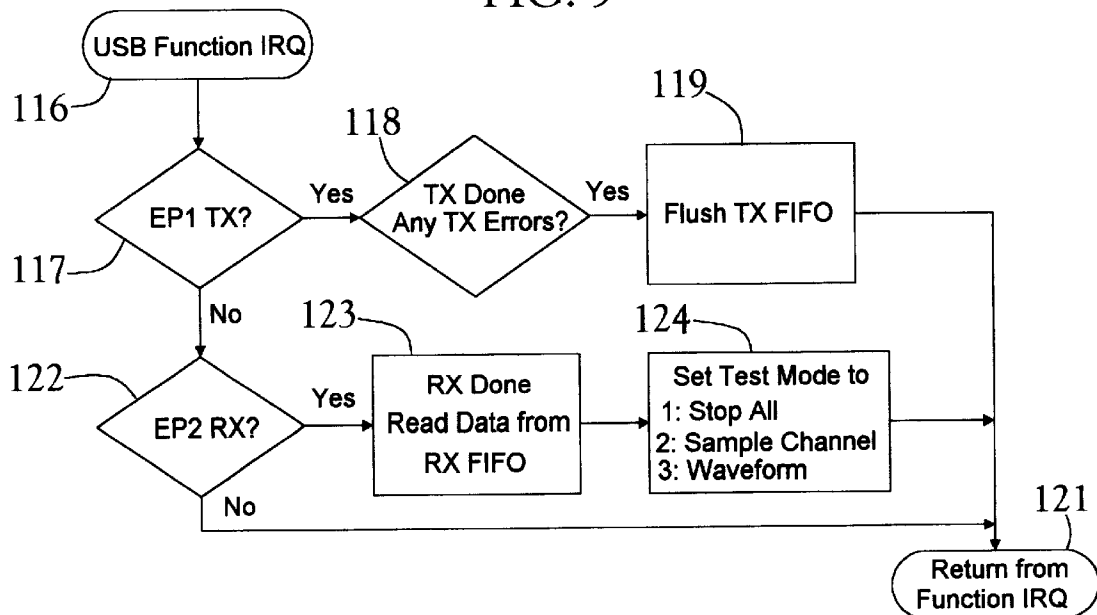 FIG. 9
USB Function IRQ
116
119
118
Yes
TX Done
Any TX Errors?
Yes
Flush TX FIFO
EP1 TX?
117
No
123
124
122
Yes
EP2 RX?
RX Done
Read Data from
RX FIFO
Set Test Mode to
1: Stop All
2: Sample Channel
3: Waveform
No
121
Return from
Function IRQ